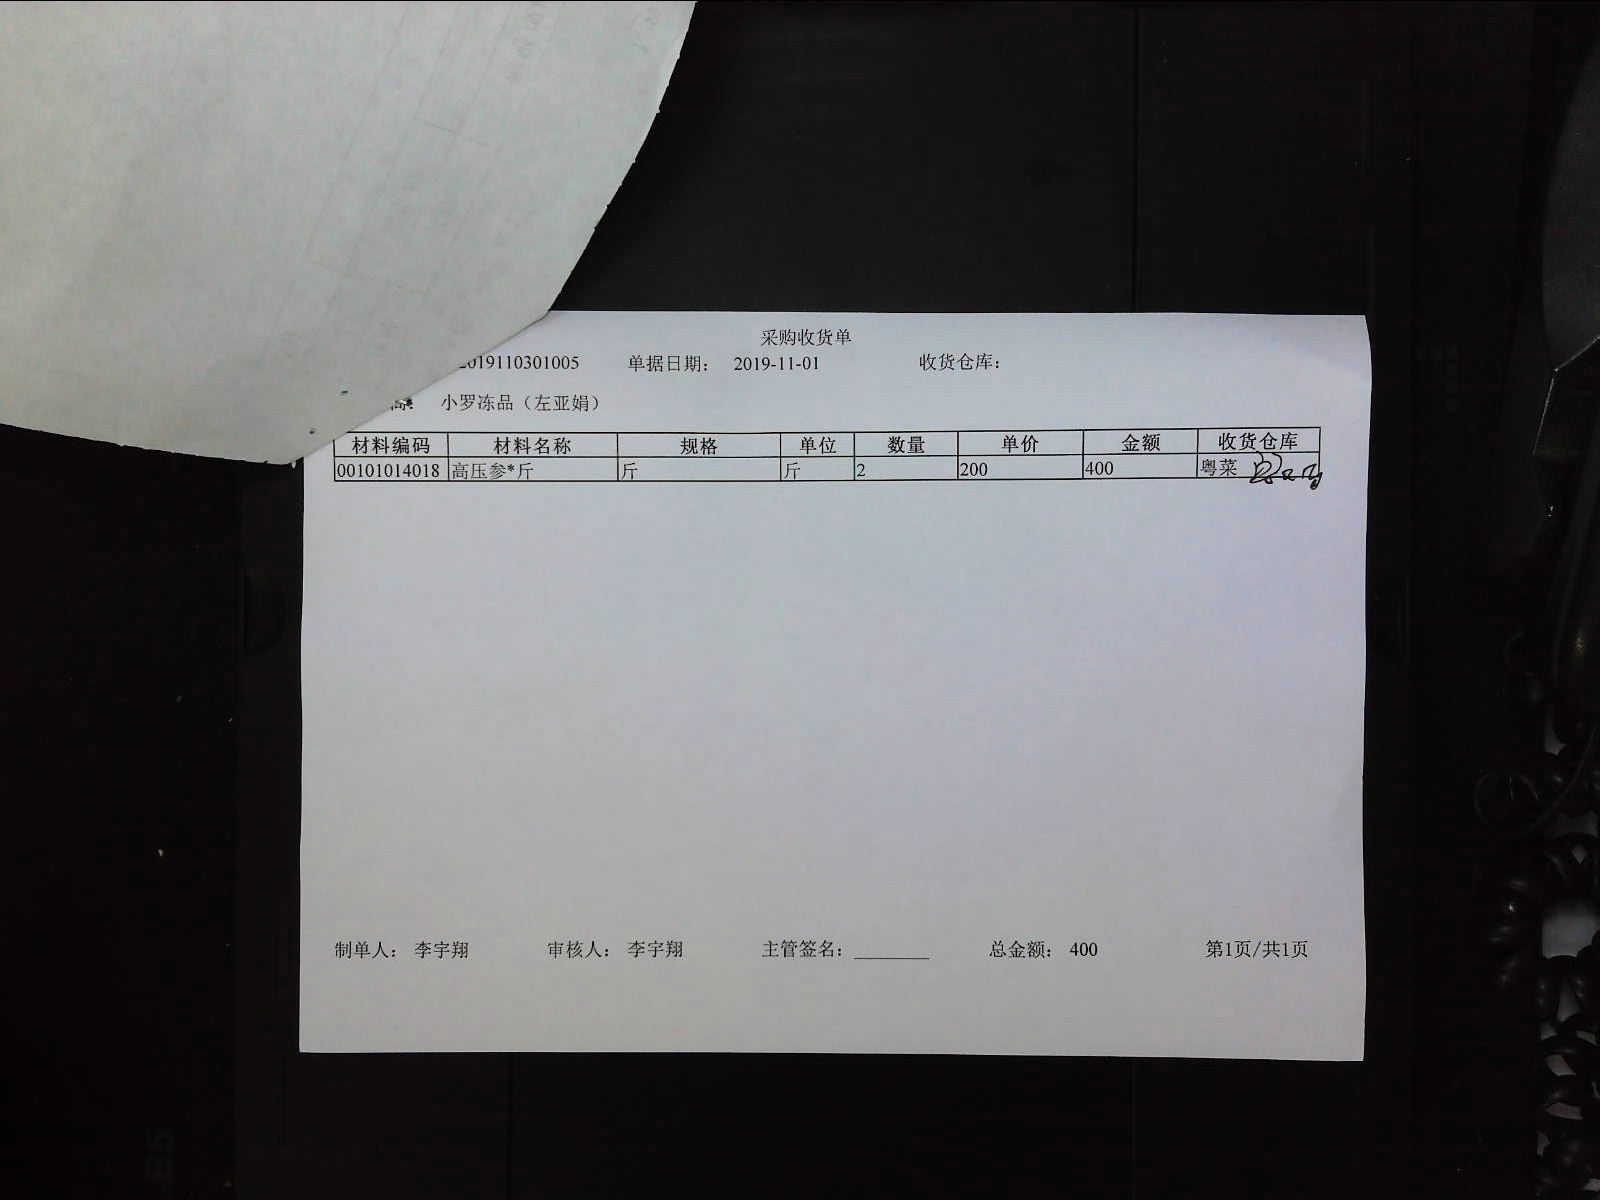 采购收货单
2019110301005 单据日期: 2019-11-01 收货仓库:
小罗冻品（左亚娟）
材料编码 材料名称 规格 单位 数量 单价 金额 收货仓库
00101014018 高压参*斤 斤 斤 2 200 400 粤菜
制单人: 李宇翔 审核人: 李宇翔 主管签名: 总金额: 400 第1页/共1页